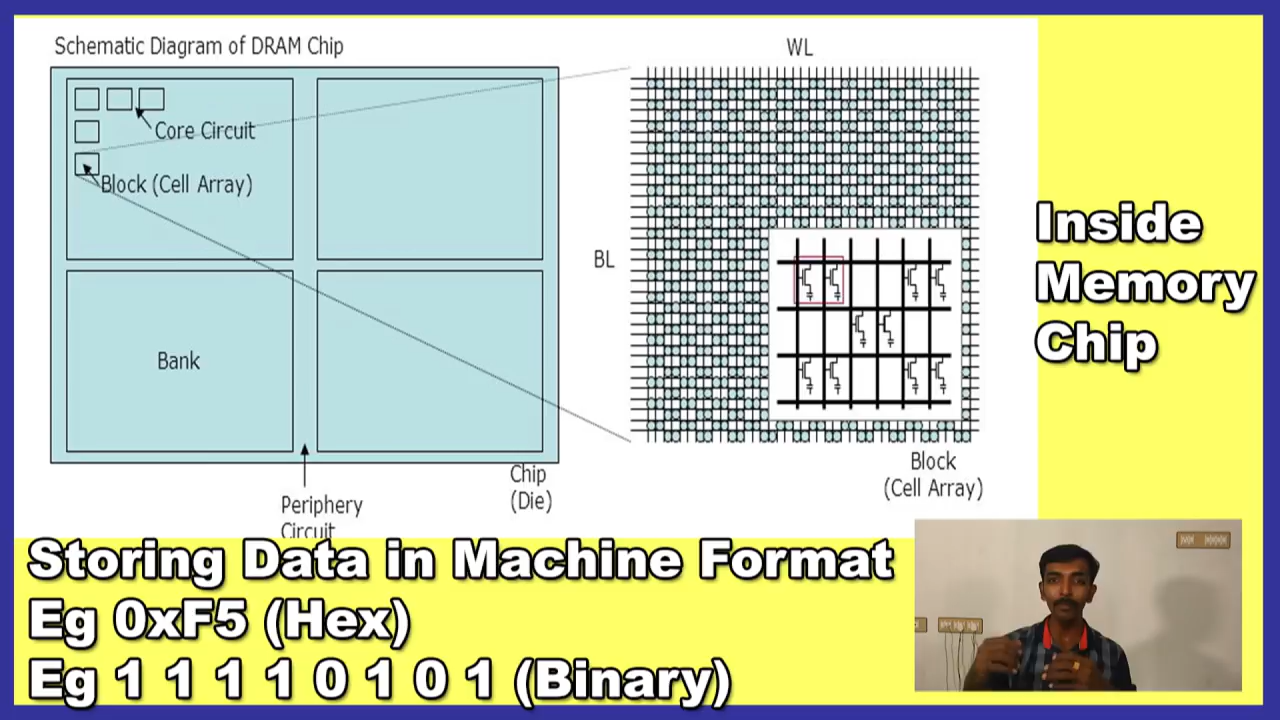 Schematic Diagram of DRAM Chip
WL
Core Circuit
Block (Cell Array)
BL
Bank
Chip
(Die)
Periphery
Circuit
Block
(Cell Array)
Inside
Memory
Chip
Storing Data in Machine Format
Eg 0xF5 (Hex)
Eg 1 1 1 1 0 1 0 1 (Binary)